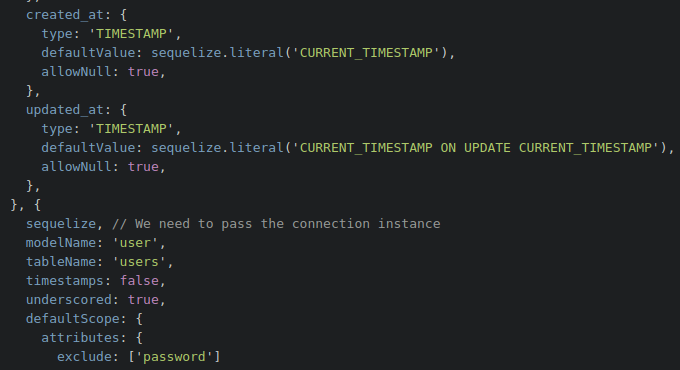 created_at: {
type: 'TIMESTAMP',
defaultValue: sequelize.literal('CURRENT_TIMESTAMP'),
allowNull: true,
},
updated_at: {
type: 'TIMESTAMP',
defaultValue: sequelize.literal('CURRENT_TIMESTAMP ON UPDATE CURRENT_TIMESTAMP'),
allowNull: true,
},
}, {
sequelize, // We need to pass the connection instance
modelName: 'user',
tableName: 'users',
timestamps: false,
underscored: true,
defaultScope: {
attributes: {
exclude: ['password']